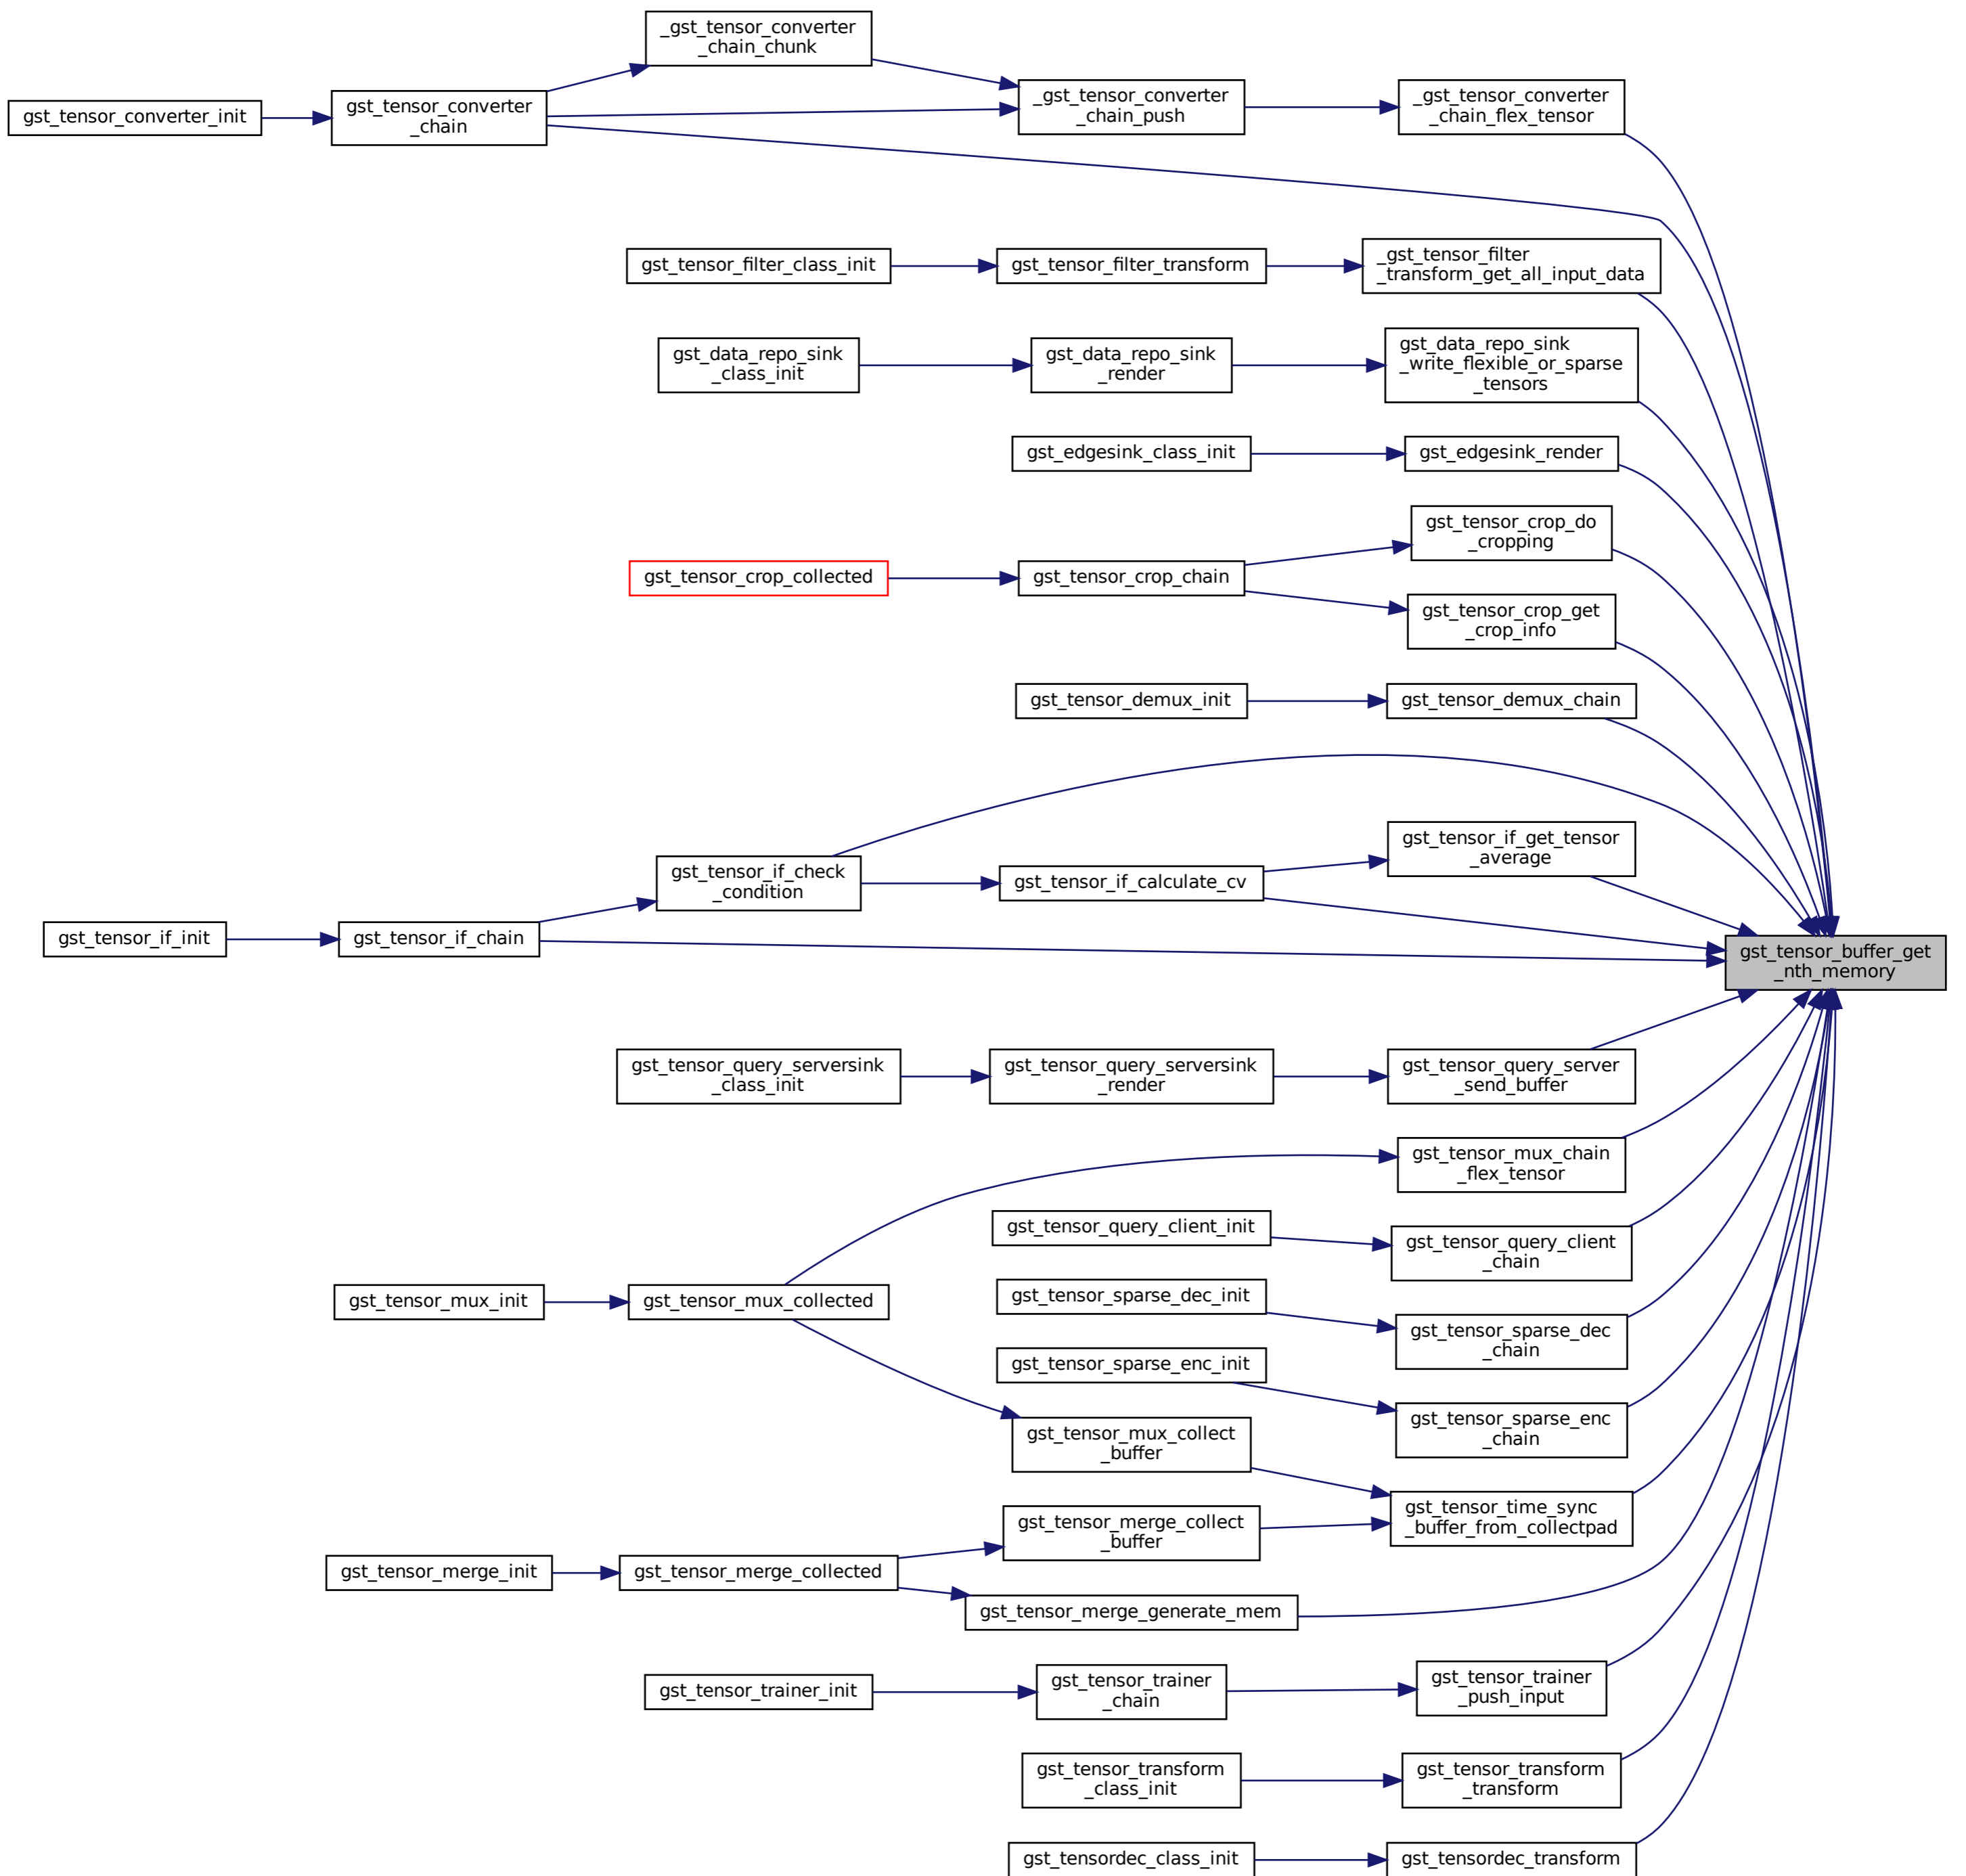 _gst_tensor_converter
_chain_chunk
gst_tensor_converter_init
gst_tensor_converter
_chain
_gst_tensor_converter
_chain_push
_gst_tensor_converter
_chain_flex_tensor
gst_tensor_filter_class_init
gst_tensor_filter_transform
_gst_tensor_filter
_transform_get_all_input_data
gst_data_repo_sink
_class_init
gst_data_repo_sink
_render
gst_data_repo_sink
_write_flexible_or_sparse
_tensors
gst_edgesink_class_init
gst_edgesink_render
gst_tensor_crop_do
_cropping
gst_tensor_crop_collected
gst_tensor_crop_chain
gst_tensor_crop_get
_crop_info
gst_tensor_demux_init
gst_tensor_demux_chain
gst_tensor_if_get_tensor
_average
gst_tensor_if_check
_condition
gst_tensor_if_calculate_cv
gst_tensor_if_init
gst_tensor_if_chain
gst_tensor_buffer_get
_nth_memory
gst_tensor_query_serversink
_class_init
gst_tensor_query_serversink
_render
gst_tensor_query_server
_send_buffer
gst_tensor_mux_chain
_flex_tensor
gst_tensor_query_client_init
gst_tensor_query_client
_chain
gst_tensor_mux_init
gst_tensor_mux_collected
gst_tensor_sparse_dec_init
gst_tensor_sparse_dec
_chain
gst_tensor_sparse_enc_init
gst_tensor_sparse_enc
_chain
gst_tensor_mux_collect
_buffer
gst_tensor_time_sync
_buffer_from_collectpad
gst_tensor_merge_collect
_buffer
gst_tensor_merge_init
gst_tensor_merge_collected
gst_tensor_merge_generate_mem
gst_tensor_trainer_init
gst_tensor_trainer
_chain
gst_tensor_trainer
_push_input
gst_tensor_transform
_class_init
gst_tensor_transform
_transform
gst_tensordec_class_init
gst_tensordec_transform